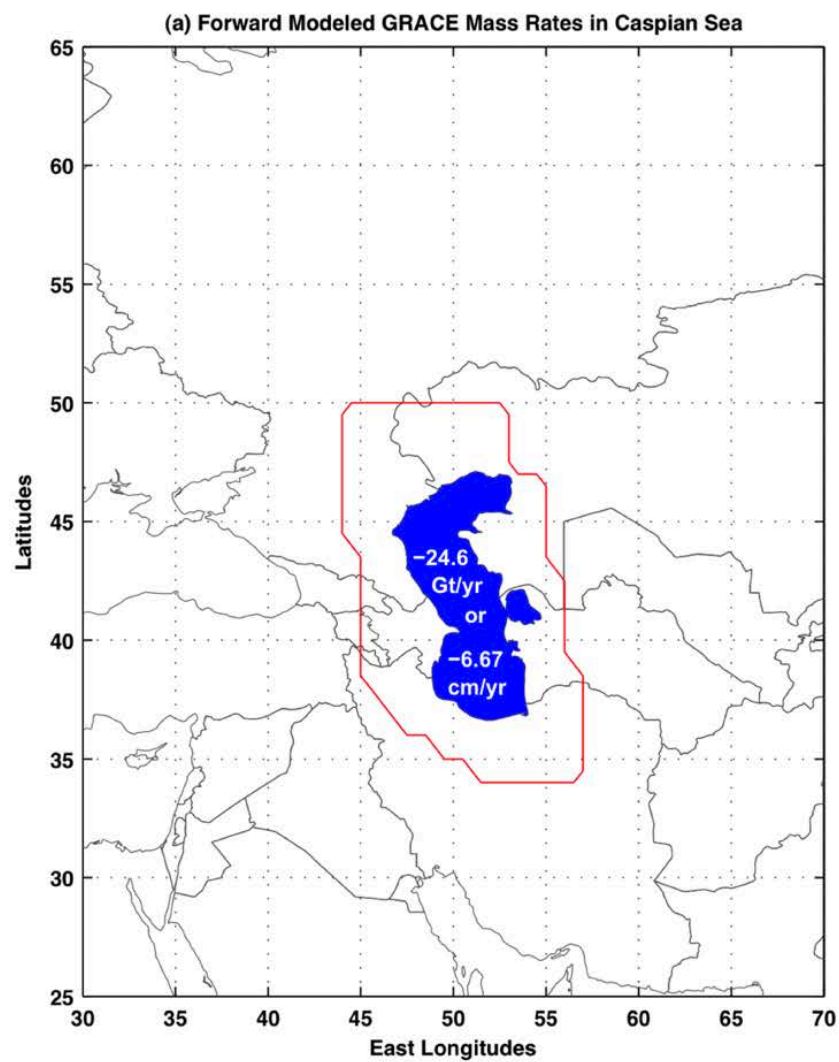 (a) Forward Modeled GRACE Mass Rates in Caspian Sea
65
60
55
50
45
40
35
30
25
Latitudes
−24.6
Gt/yr
or
−6.67
cm/yr
30 35 40 45 50 55 60 65 70
East Longitudes